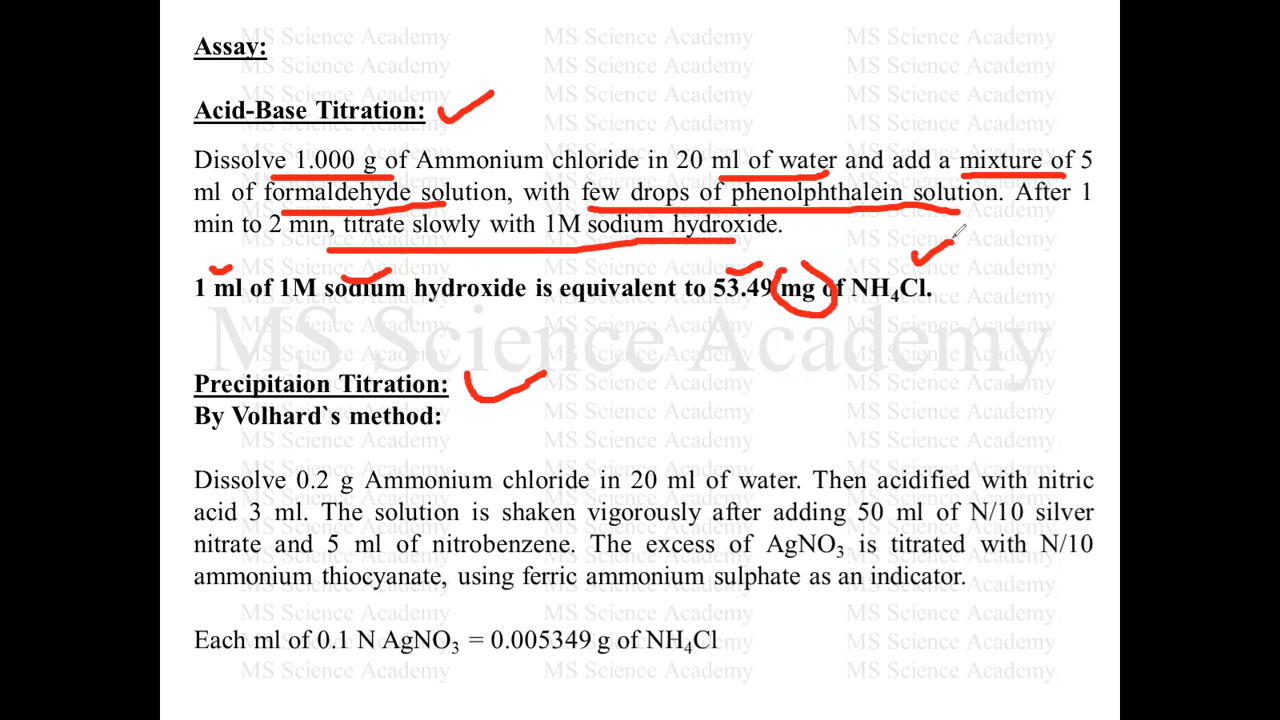 Assay:
Acid-Base Titration:
Dissolve 1.000 g of Ammonium chloride in 20 ml of water and add a mixture of 5
ml of formaldehyde solution, with few drops of phenolphthalein solution. After 1
min to 2 min, titrate slowly with 1M sodium hydroxide.
1 ml of 1M sodium hydroxide is equivalent to 53.49 mg of NH₄Cl.
MS Science Academy
Precipitaion Titration:
By Volhard`s method:
Dissolve 0.2 g Ammonium chloride in 20 ml of water. Then acidified with nitric
acid 3 ml. The solution is shaken vigorously after adding 50 ml of N/10 silver
nitrate and 5 ml of nitrobenzene. The excess of AgNO₃ is titrated with N/10
ammonium thiocyanate, using ferric ammonium sulphate as an indicator.
Each ml of 0.1 N AgNO₃ = 0.005349 g of NH₄Cl